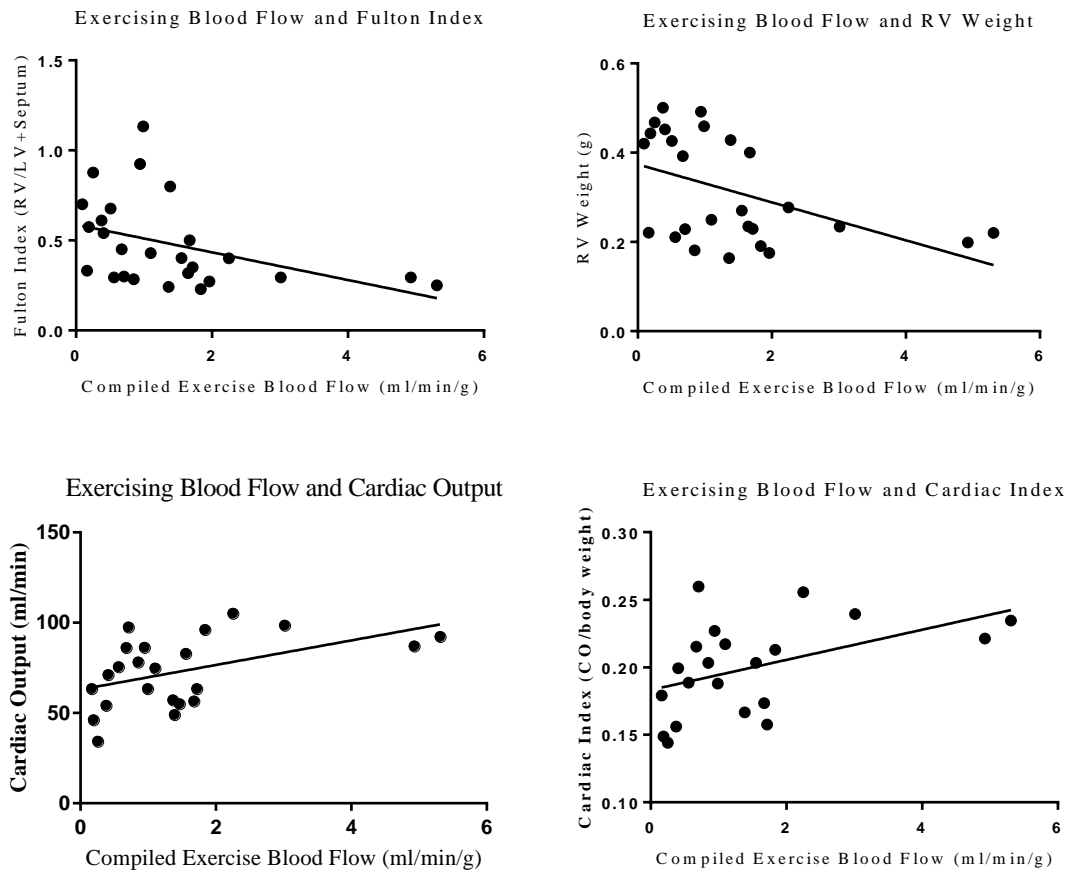 Exercising Blood Flow and Fulton Index
Fulton Index (RV/LV+Septum)
1.5
1.0
0.5
0.0
0 2 4 6
Compiled Exercise Blood Flow (ml/min/g)
Exercising Blood Flow and RV Weight
RV Weight (g)
0.6
0.4
0.2
0.0
0 2 4 6
Compiled Exercise Blood Flow (ml/min/g)
Exercising Blood Flow and Cardiac Output
Cardiac Output (ml/min)
150
100
50
0
0 2 4 6
Compiled Exercise Blood Flow (ml/min/g)
Exercising Blood Flow and Cardiac Index
Cardiac Index (CO/body weight)
0.30
0.25
0.20
0.15
0.10
0 2 4 6
Compiled Exercise Blood Flow (ml/min/g)